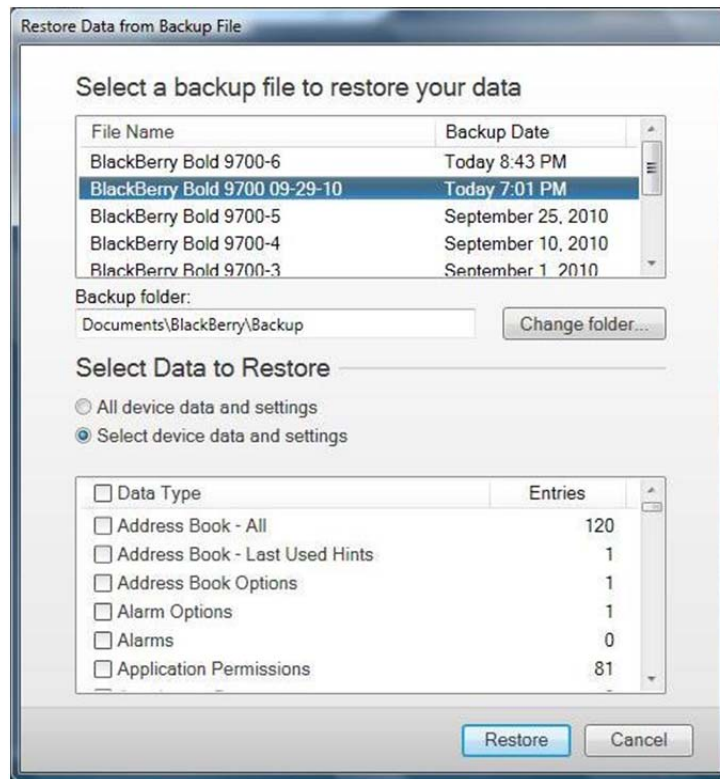 Restore Data from Backup File
Select a backup file to restore your data
File Name Backup Date
BlackBerry Bold 9700-6 Today 8:43 PM
BlackBerry Bold 9700 09-29-10 Today 7:01 PM
BlackBerry Bold 9700-5 September 25, 2010
BlackBerry Bold 9700-4 September 10, 2010
BlackBerry Bold 9700-3 September 1, 2010
Backup folder:
Documents\BlackBerry\Backup Change folder...
Select Data to Restore
All device data and settings
Select device data and settings
Data Type Entries
Address Book - All 120
Address Book - Last Used Hints 1
Address Book Options 1
Alarm Options 1
Alarms 0
Application Permissions 81
Restore Cancel